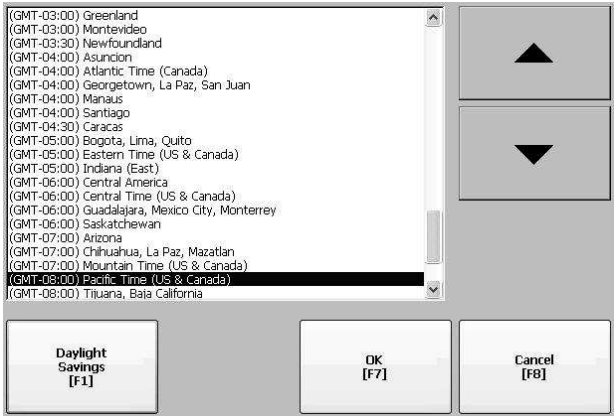 (GMT-03:00) Greenland
(GMT-03:00) Montevideo
(GMT-03:30) Newfoundland
(GMT-04:00) Asuncion
(GMT-04:00) Atlantic Time (Canada)
(GMT-04:00) Georgetown, La Paz, San Juan
(GMT-04:00) Manaus
(GMT-04:00) Santiago
(GMT-04:30) Caracas
(GMT-05:00) Bogota, Lima, Quito
(GMT-05:00) Eastern Time (US & Canada)
(GMT-05:00) Indiana (East)
(GMT-06:00) Central America
(GMT-06:00) Central Time (US & Canada)
(GMT-06:00) Guadalajara, Mexico City, Monterrey
(GMT-06:00) Saskatchewan
(GMT-07:00) Arizona
(GMT-07:00) Chihuahua, La Paz, Mazatlan
(GMT-07:00) Mountain Time (US & Canada)
(GMT-08:00) Pacific Time (US & Canada)
(GMT-08:00) Tijuana, Baja California
Daylight
Savings
[F1]
OK
[F7]
Cancel
[F8]